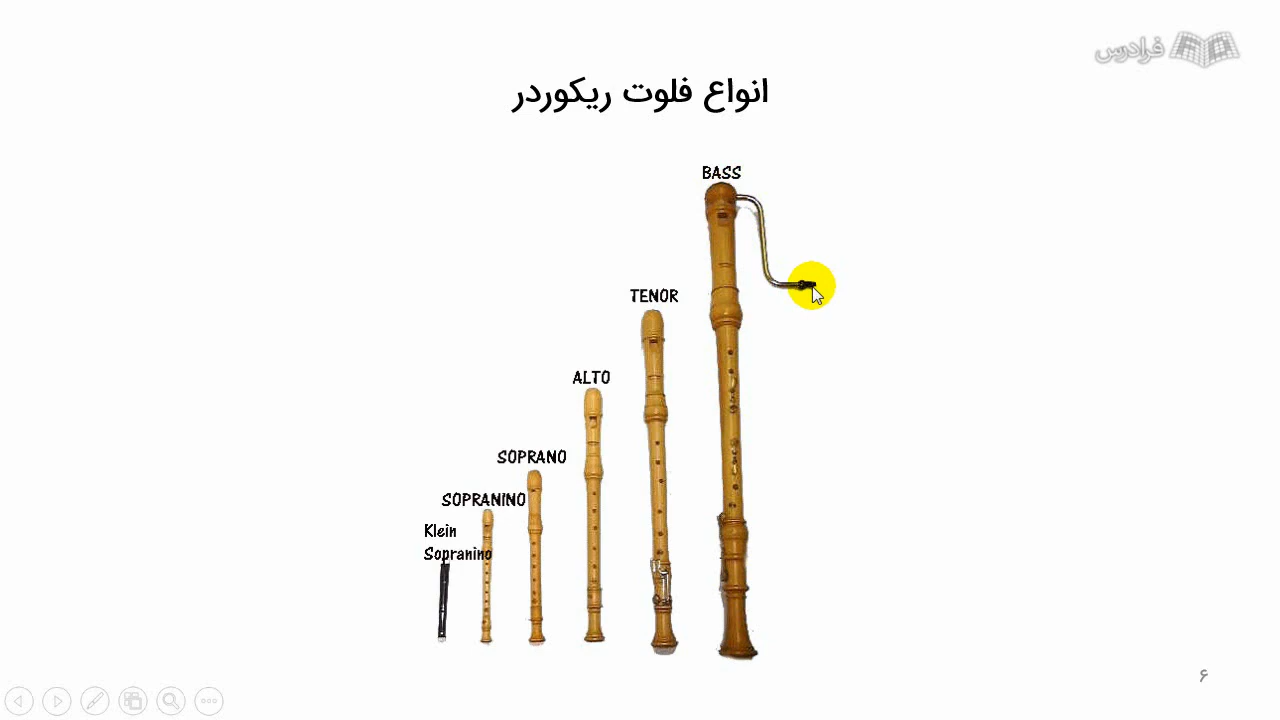 فرادرس
انواع فلوت ریکوردر
BASS
TENOR
ALTO
SOPRANO
SOPRANINO
Klein
Sopranino
۶